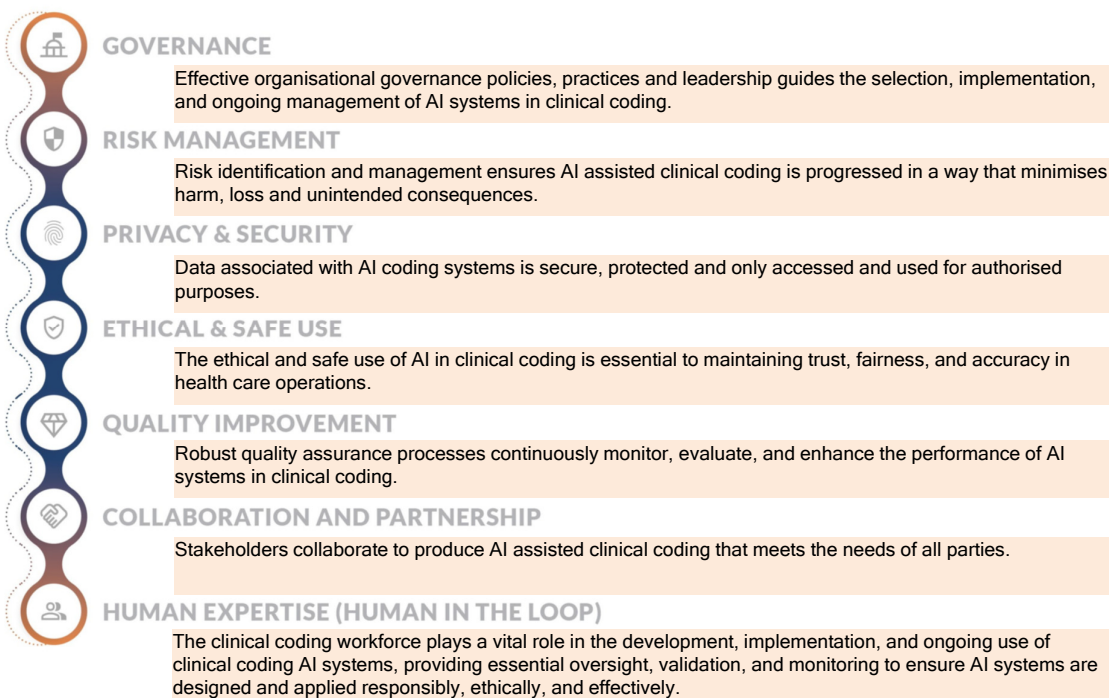 GOVERNANCE
Effective organisational governance policies, practices and leadership guides the selection, implementation,
and ongoing management of AI systems in clinical coding.
RISK MANAGEMENT
Risk identification and management ensures AI assisted clinical coding is progressed in a way that minimises
harm, loss and unintended consequences.
PRIVACY & SECURITY
Data associated with AI coding systems is secure, protected and only accessed and used for authorised
purposes.
ETHICAL & SAFE USE
The ethical and safe use of AI in clinical coding is essential to maintaining trust, fairness, and accuracy in
health care operations.
QUALITY IMPROVEMENT
Robust quality assurance processes continuously monitor, evaluate, and enhance the performance of AI
systems in clinical coding.
COLLABORATION AND PARTNERSHIP
Stakeholders collaborate to produce AI assisted clinical coding that meets the needs of all parties.
HUMAN EXPERTISE (HUMAN IN THE LOOP)
The clinical coding workforce plays a vital role in the development, implementation, and ongoing use of
clinical coding AI systems, providing essential oversight, validation, and monitoring to ensure AI systems are
designed and applied responsibly, ethically, and effectively.